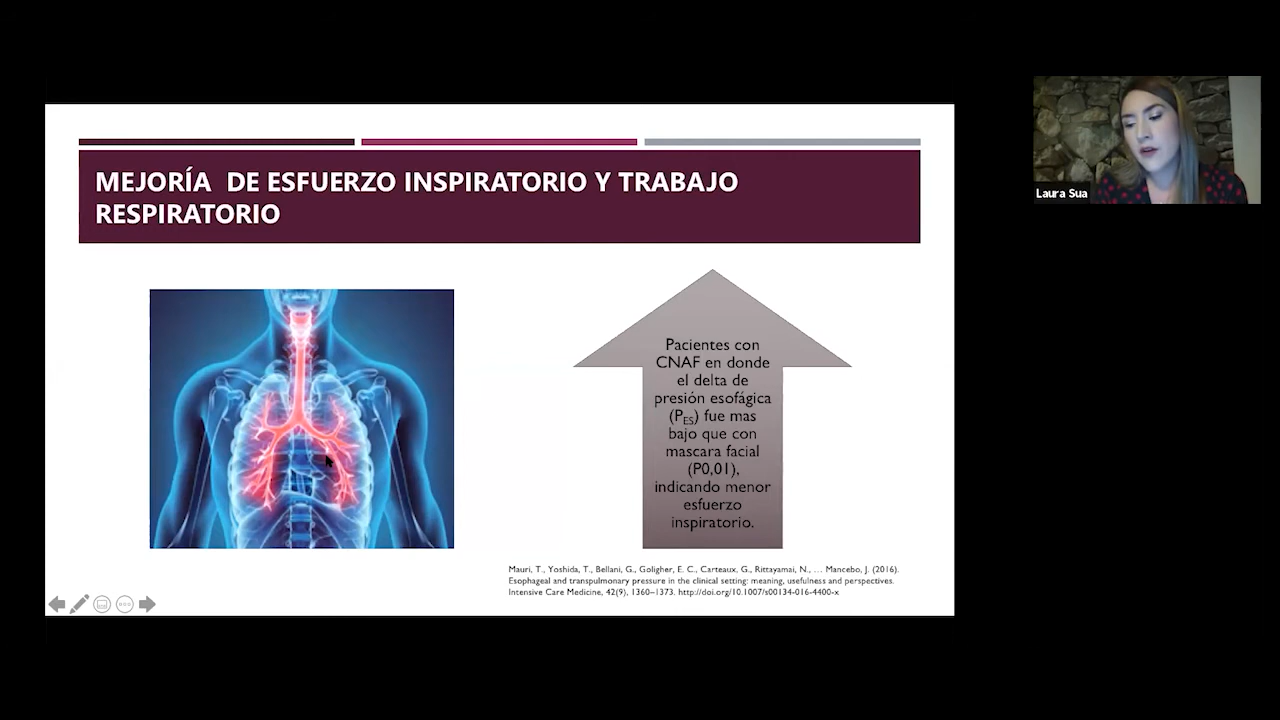 MEJORÍA  DE ESFUERZO INSPIRATORIO Y TRABAJO
RESPIRATORIO
Pacientes con
CNAF en donde
el delta de
presión esofágica
(PES) fue mas
bajo que con
mascara facial
(P0,01),
indicando menor
esfuerzo
inspiratorio.
Mauri, T., Yoshida, T., Bellani, G., Goligher, E. C., Carteaux, G., Rittayamai, N., … Mancebo, J. (2016).
Esophageal and transpulmonary pressure in the clinical setting: meaning, usefulness and perspectives.
Intensive Care Medicine, 42(9), 1360–1373. http://doi.org/10.1007/s00134-016-4400-x
Laura Sua